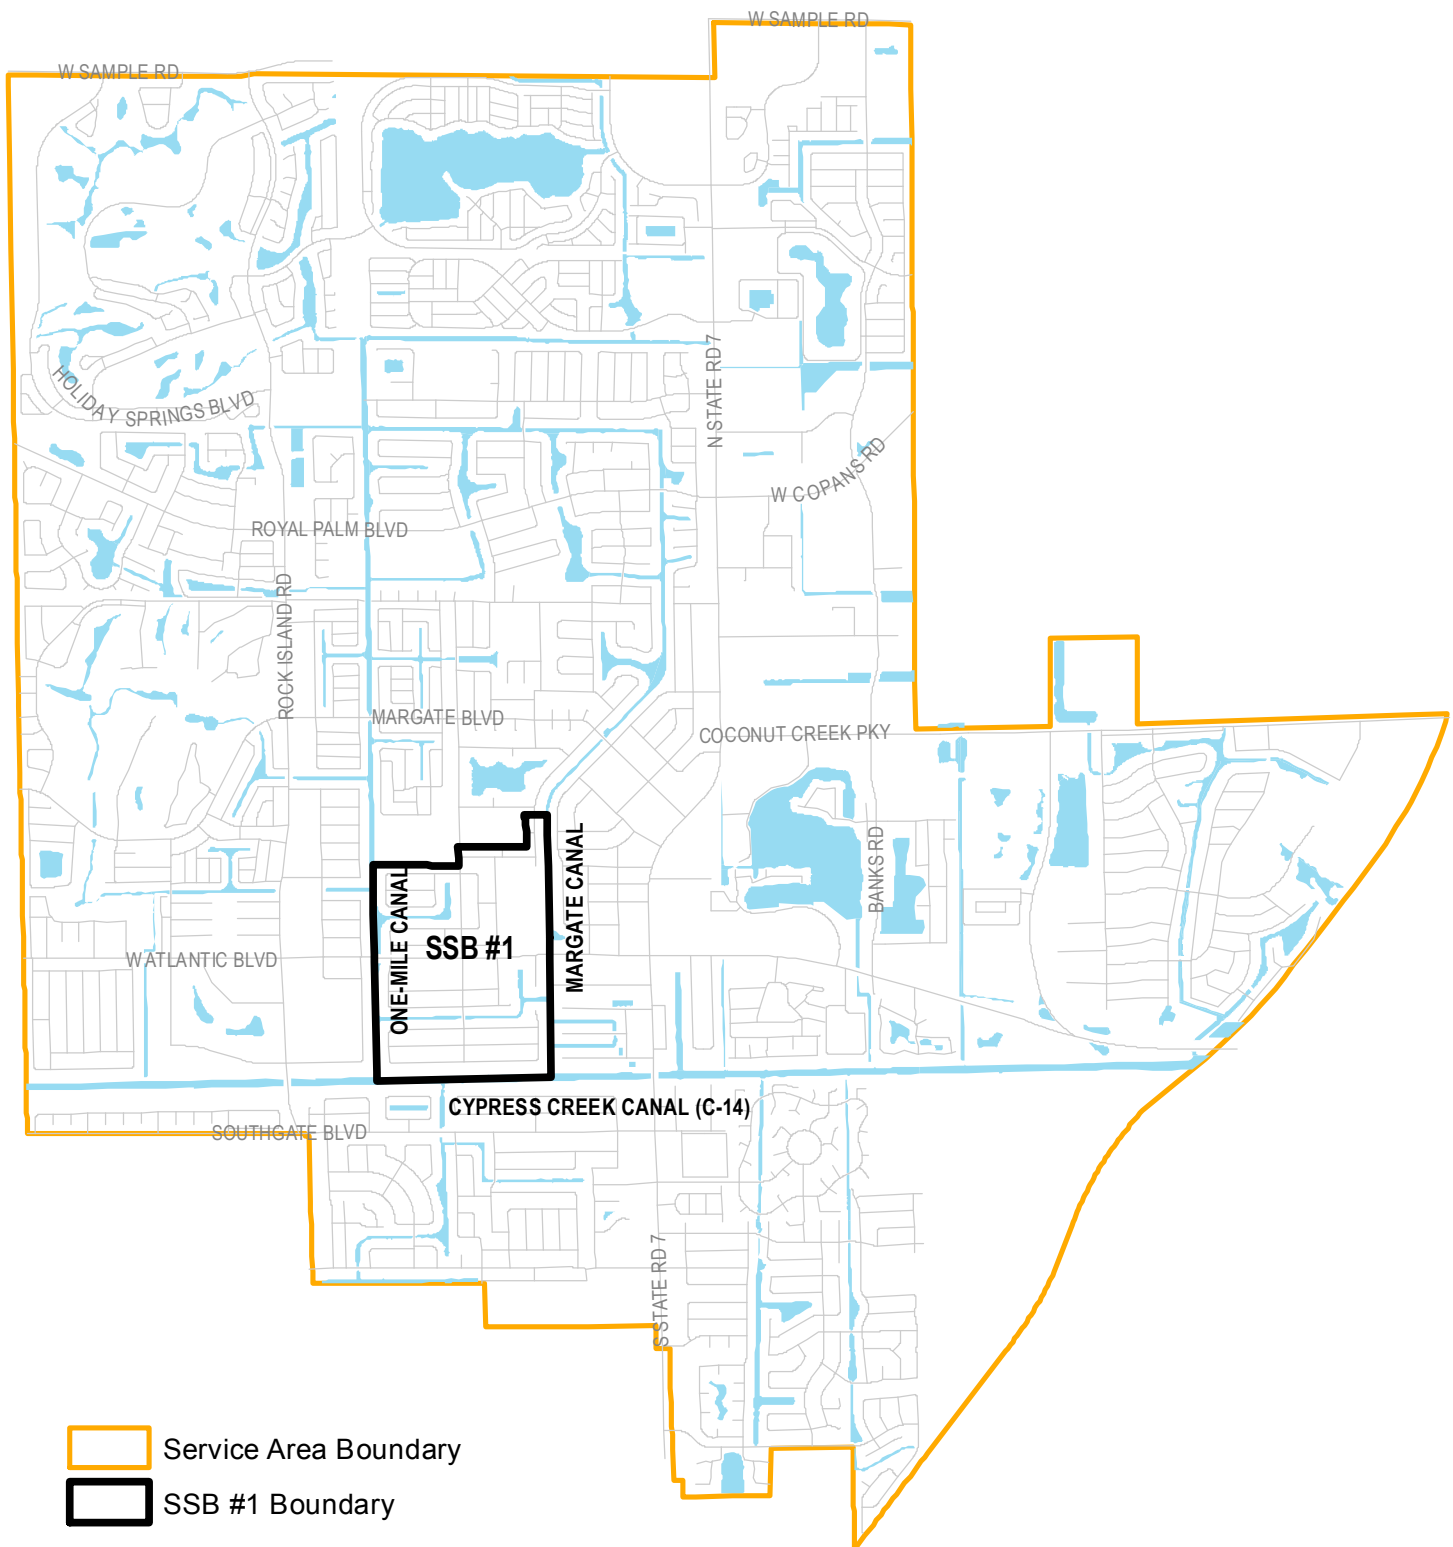 W SAMPLE RD
W SAMPLE RD
N STATE RD 7
HOLIDAY SPRINGS BLVD
W COPANS RD
ROYAL PALM BLVD
ROCK ISLAND RD
MARGATE BLVD
COCONUT CREEK PKY
BANKS RD
MARGATE CANAL
ONE-MILE CANAL
SSB #1
W ATLANTIC BLVD
CYPRESS CREEK CANAL (C-14)
SOUTHGATE BLVD
S STATE RD 7
Service Area Boundary
SSB #1 Boundary